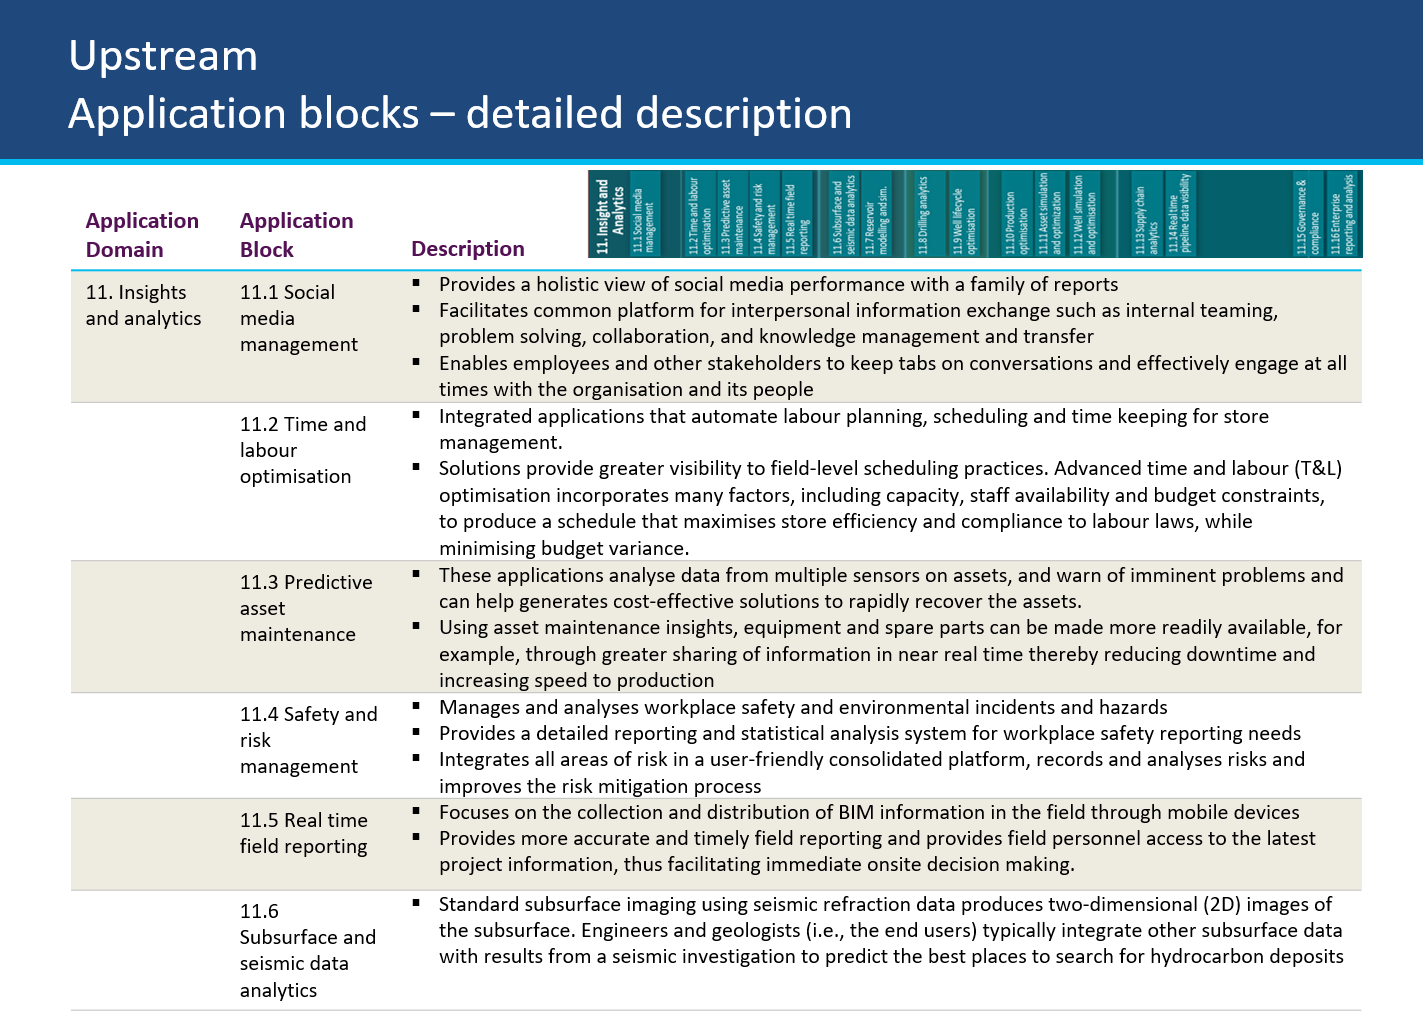 Upstream
Application blocks – detailed description
11. Insight and
Analytics
11.1 Social media
management
11.2 Time and labour
optimisation
11.3 Predictive asset
maintenance
11.4 Safety and risk
management
11.5 Real time field
reporting
11.6 Subsurface and
seismic data analytics
11.7 Reservoir
modelling and sim.
11.8 Drilling analytics
11.9 Well lifecycle
optimisation
11.10 Production
optimisation
11.11 Asset simulation
and optimization
11.12 Well simulation
and optimisation
11.13 Supply chain
analytics
11.14 Real time
pipeline data visibility
11.15 Governance &
compliance
11.16 Enterprise
reporting and analysis
Application
Domain
Application
Block
Description
11. Insights
and analytics
11.1 Social
media
management
▪ Provides a holistic view of social media performance with a family of reports
▪ Facilitates common platform for interpersonal information exchange such as internal teaming,
problem solving, collaboration, and knowledge management and transfer
▪ Enables employees and other stakeholders to keep tabs on conversations and effectively engage at all
times with the organisation and its people
11.2 Time and
labour
optimisation
▪ Integrated applications that automate labour planning, scheduling and time keeping for store
management.
▪ Solutions provide greater visibility to field-level scheduling practices. Advanced time and labour (T&L)
optimisation incorporates many factors, including capacity, staff availability and budget constraints,
to produce a schedule that maximises store efficiency and compliance to labour laws, while
minimising budget variance.
11.3 Predictive
asset
maintenance
▪ These applications analyse data from multiple sensors on assets, and warn of imminent problems and
can help generates cost-effective solutions to rapidly recover the assets.
▪ Using asset maintenance insights, equipment and spare parts can be made more readily available, for
example, through greater sharing of information in near real time thereby reducing downtime and
increasing speed to production
11.4 Safety and
risk
management
▪ Manages and analyses workplace safety and environmental incidents and hazards
▪ Provides a detailed reporting and statistical analysis system for workplace safety reporting needs
▪ Integrates all areas of risk in a user-friendly consolidated platform, records and analyses risks and
improves the risk mitigation process
11.5 Real time
field reporting
▪ Focuses on the collection and distribution of BIM information in the field through mobile devices
▪ Provides more accurate and timely field reporting and provides field personnel access to the latest
project information, thus facilitating immediate onsite decision making.
11.6
Subsurface and
seismic data
analytics
▪ Standard subsurface imaging using seismic refraction data produces two-dimensional (2D) images of
the subsurface. Engineers and geologists (i.e., the end users) typically integrate other subsurface data
with results from a seismic investigation to predict the best places to search for hydrocarbon deposits